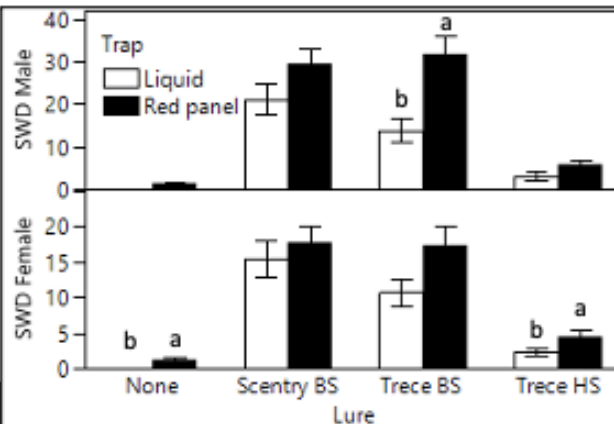 SWD Male
40
30
20
10
0
Trap
Liquid
Red panel
b
a
SWD Female
20
15
10
5
0
b
a
b
a
None
Scentry BS
Trece BS
Trece HS
Lure